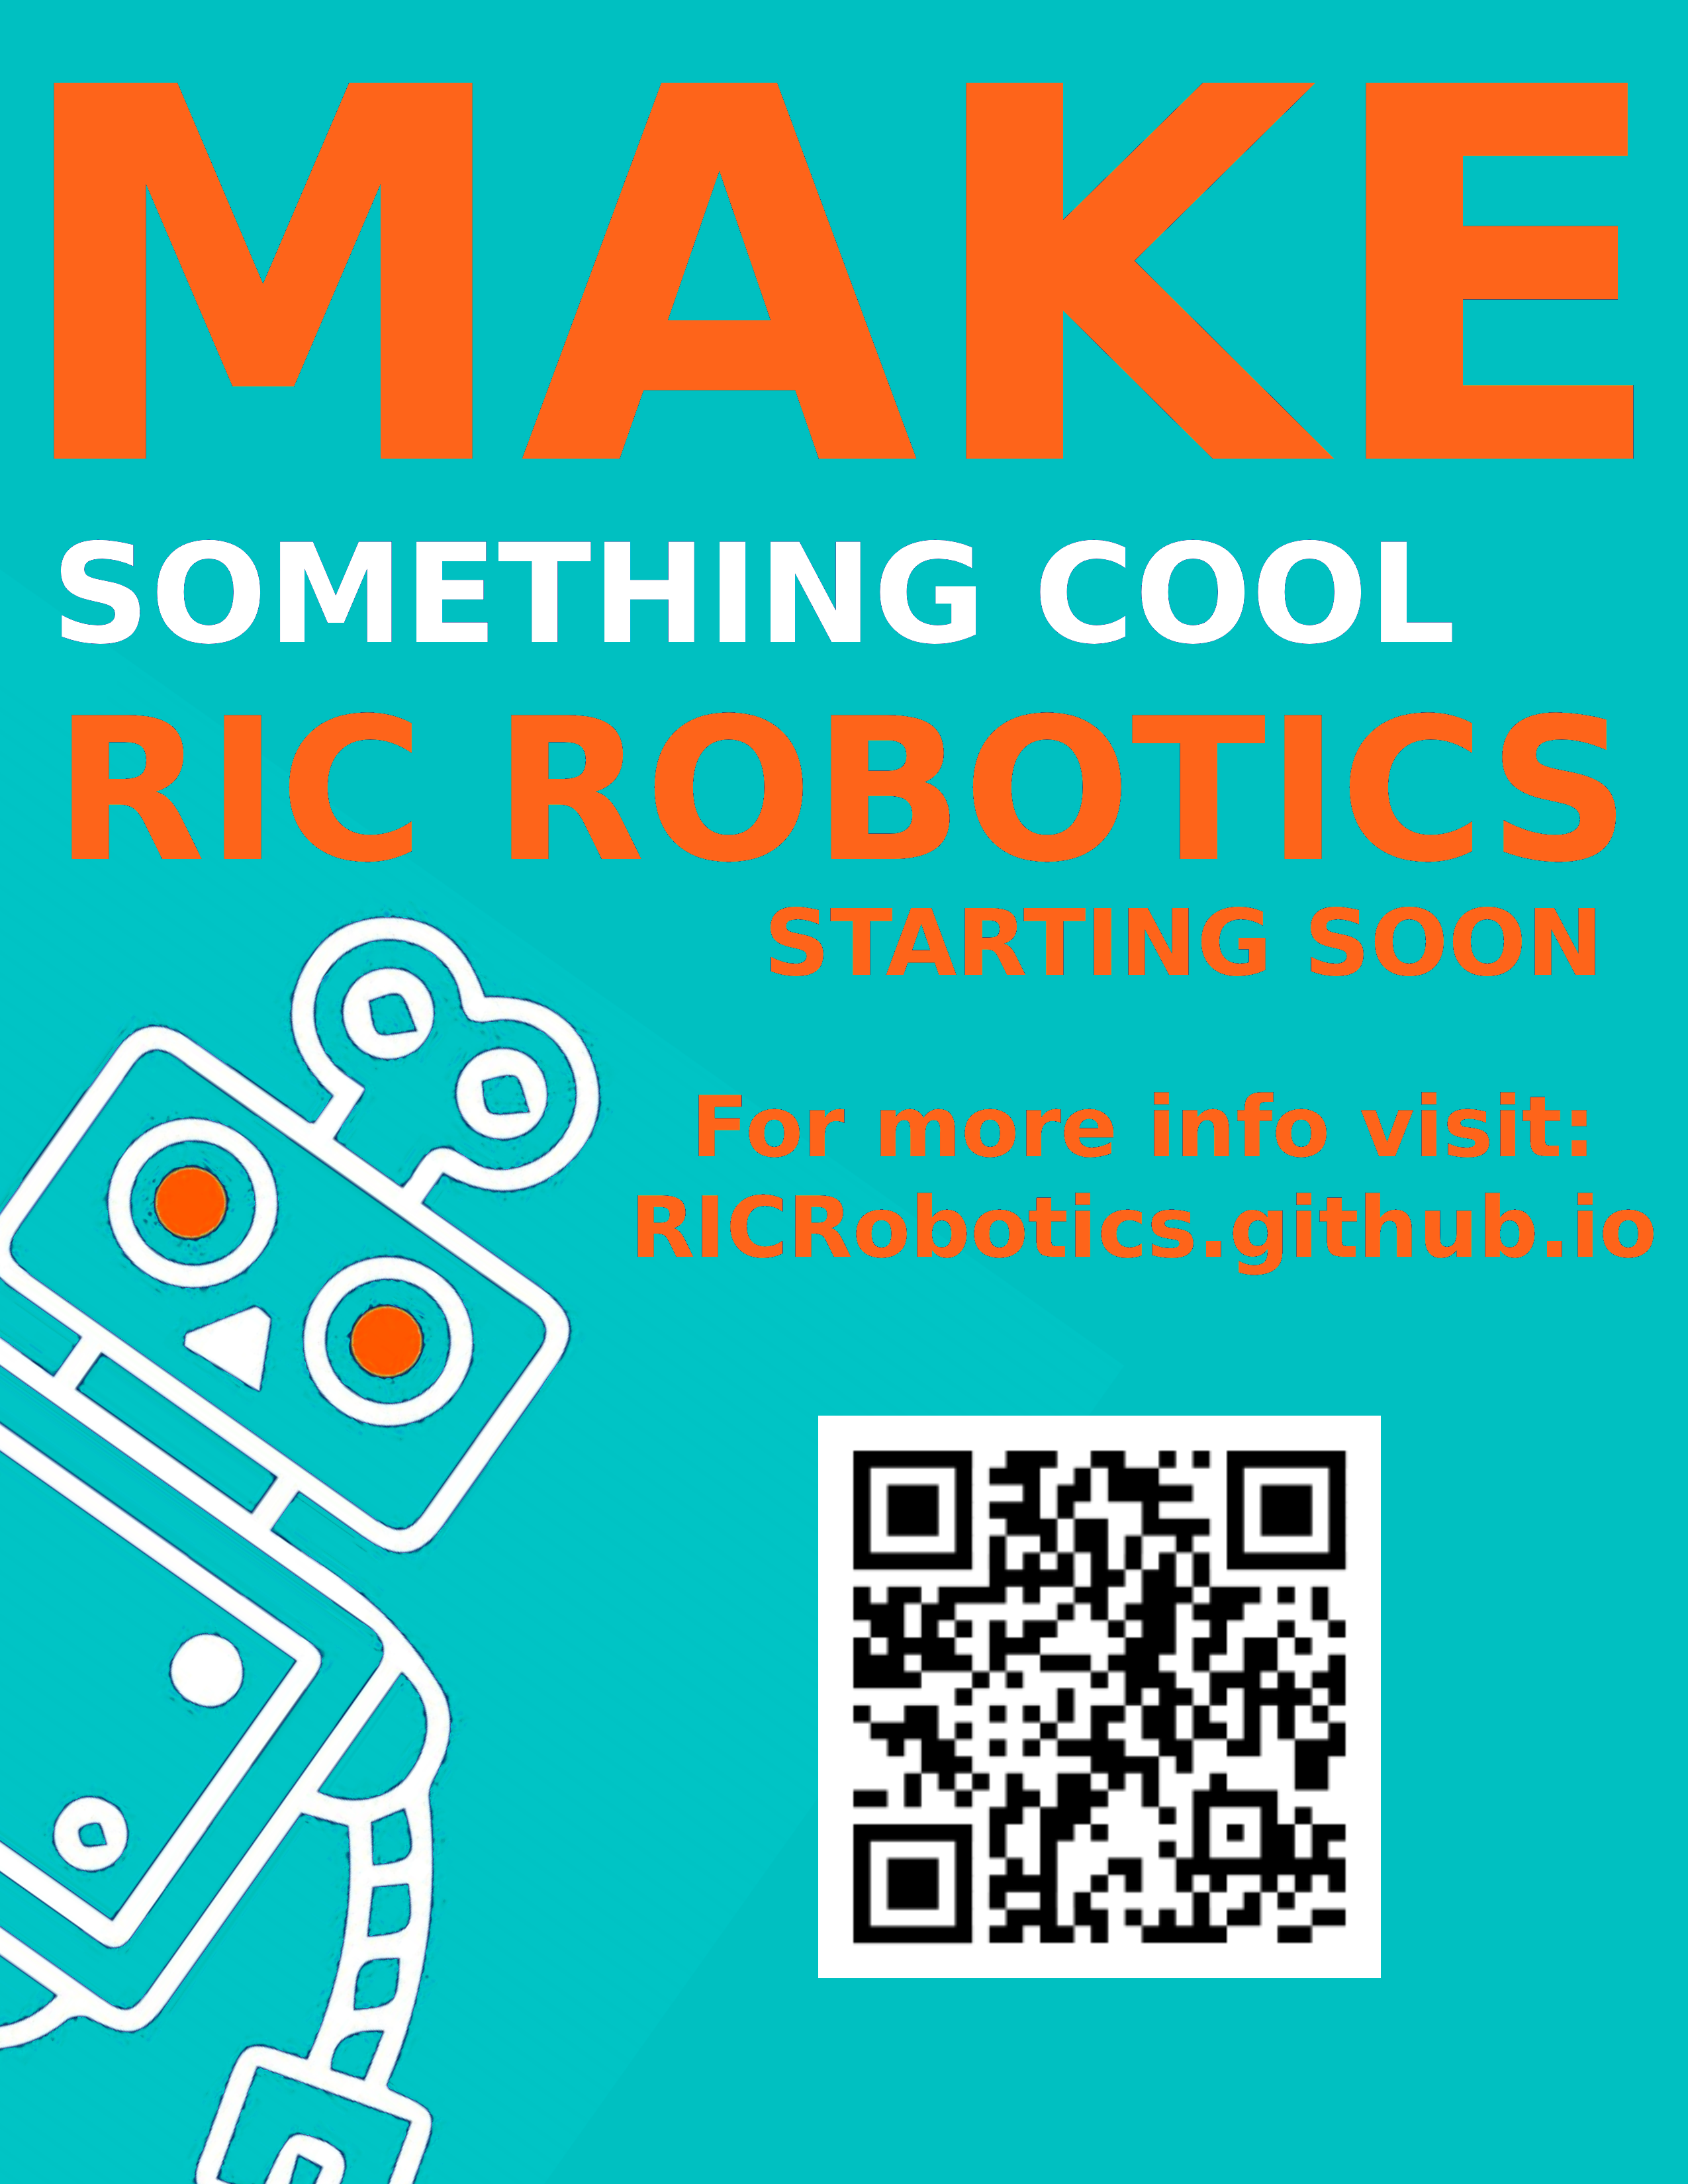 MAKE
SOMETHING COOL
RIC ROBOTICS
STARTING SOON
For more info visit:
RICRobotics.github.io